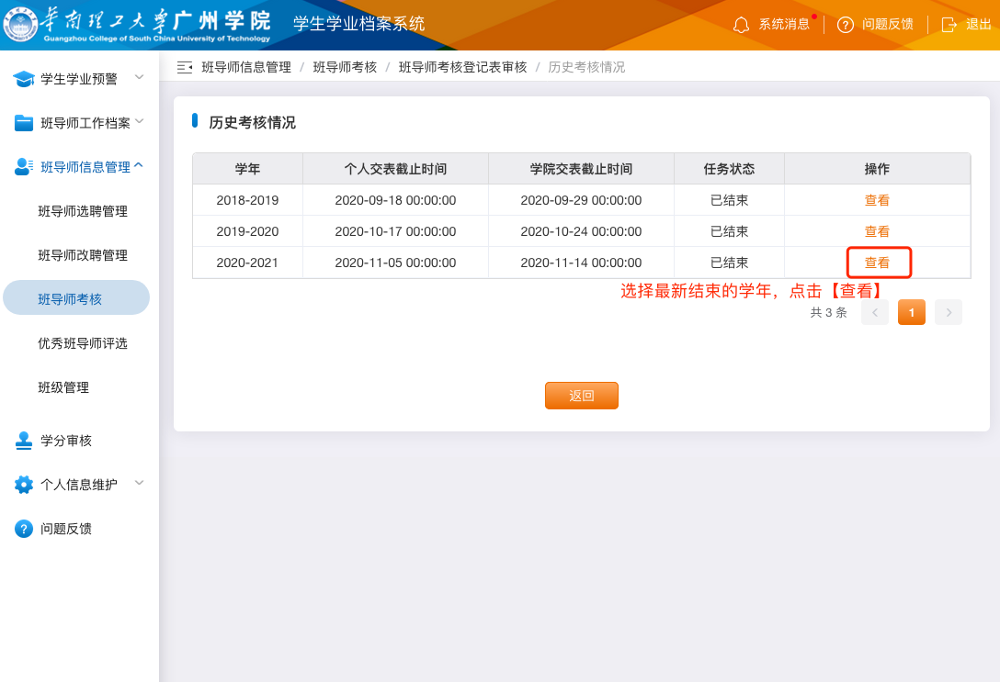 华南理工大学广州学院
Guangzhou College of South China University of Technology
学生学业档案系统
系统消息
问题反馈
退出
学生学业预警
班导师工作档案
班导师信息管理
班导师选聘管理
班导师改聘管理
班导师考核
优秀班导师评选
班级管理
学分审核
个人信息维护
问题反馈
班导师信息管理 / 班导师考核 / 班导师考核登记表审核 / 历史考核情况
历史考核情况
学年 个人交表截止时间 学院交表截止时间 任务状态 操作
2018-2019 2020-09-18 00:00:00 2020-09-29 00:00:00 已结束 查看
2019-2020 2020-10-17 00:00:00 2020-10-24 00:00:00 已结束 查看
2020-2021 2020-11-05 00:00:00 2020-11-14 00:00:00 已结束 查看
选择最新结束的学年，点击【查看】
共 3 条 < 1 >
返回